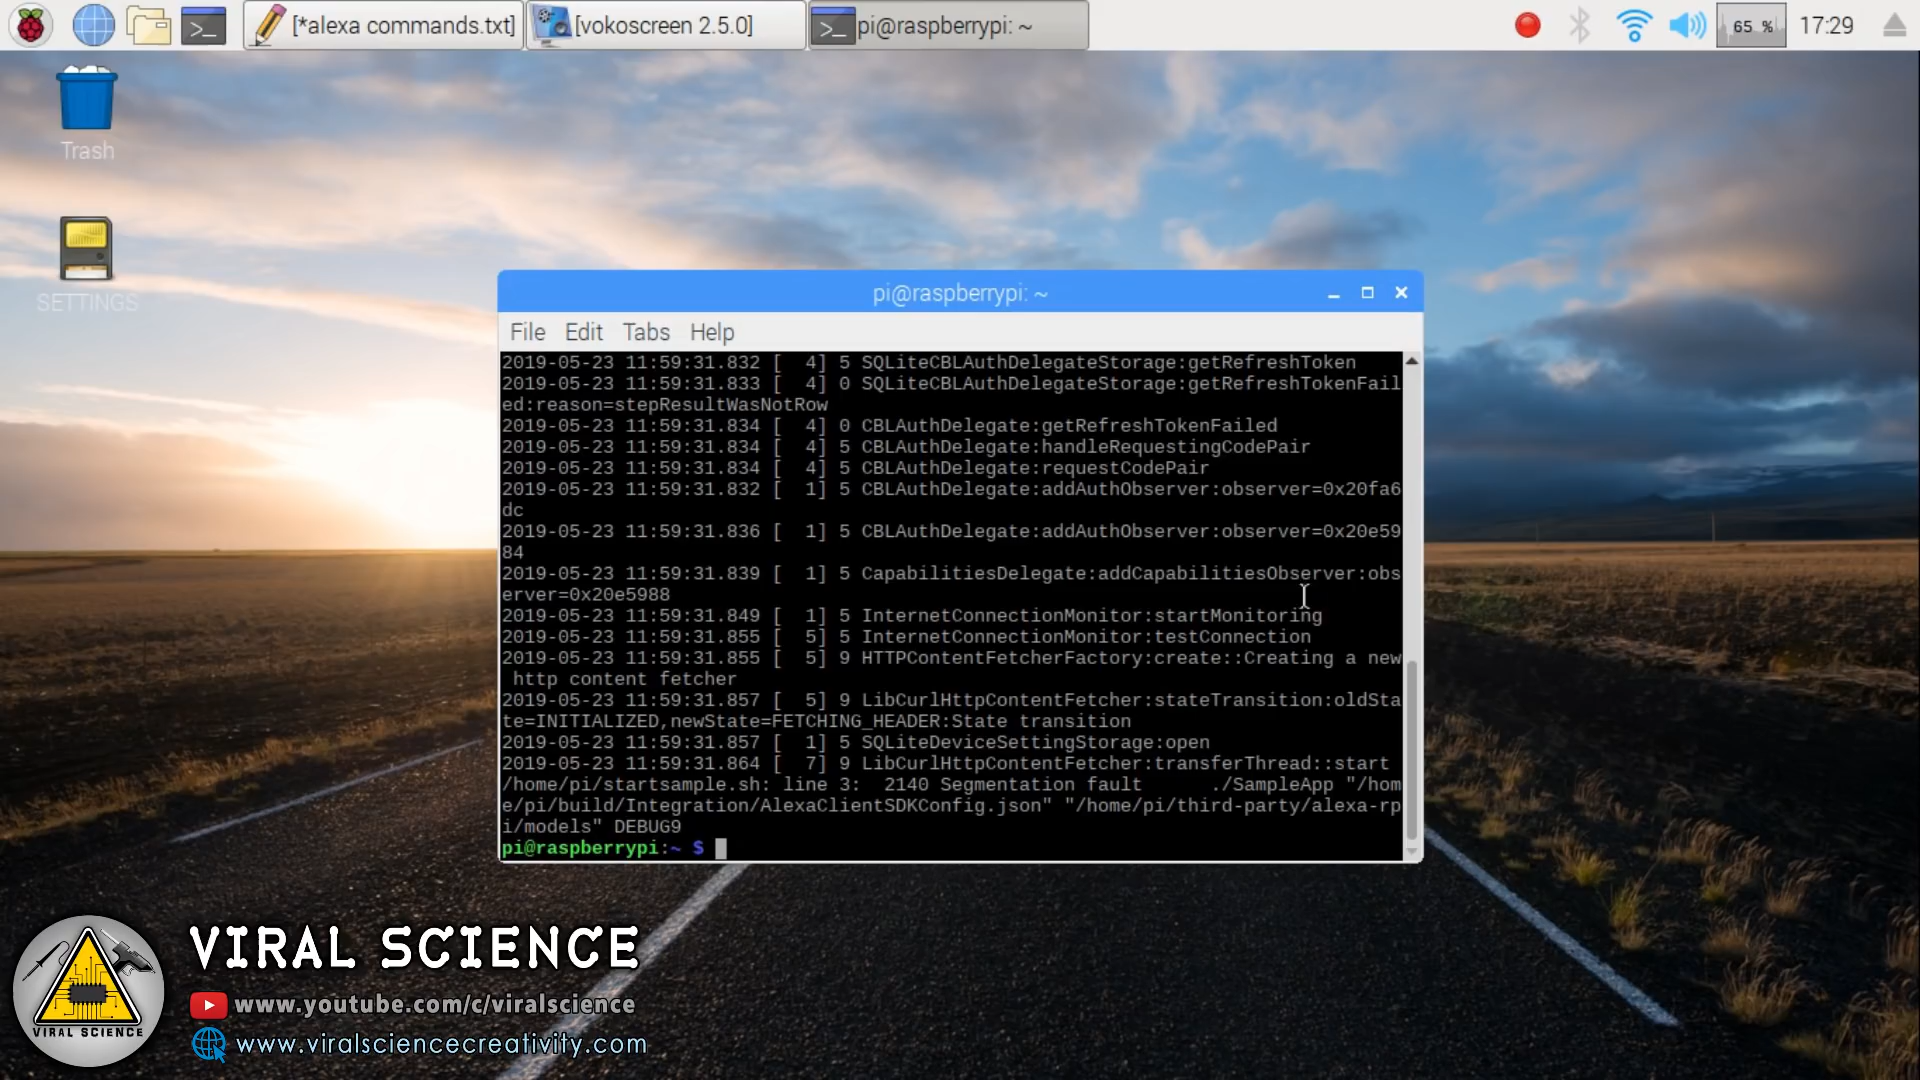 [*alexa commands.txt]
[vokoscreen 2.5.0]
pi@raspberrypi: ~
65 %
17:29
Trash
SETTINGS
pi@raspberrypi: ~
File Edit Tabs Help
2019-05-23 11:59:31.832 [  4] 5 SQLiteCBLAuthDelegateStorage:getRefreshToken
2019-05-23 11:59:31.833 [  4] 0 SQLiteCBLAuthDelegateStorage:getRefreshTokenFail
ed:reason=stepResultWasNotRow
2019-05-23 11:59:31.834 [  4] 0 CBLAuthDelegate:getRefreshTokenFailed
2019-05-23 11:59:31.834 [  4] 5 CBLAuthDelegate:handleRequestingCodePair
2019-05-23 11:59:31.834 [  4] 5 CBLAuthDelegate:requestCodePair
2019-05-23 11:59:31.832 [  1] 5 CBLAuthDelegate:addAuthObserver:observer=0x20fa6
dc
2019-05-23 11:59:31.836 [  1] 5 CBLAuthDelegate:addAuthObserver:observer=0x20e59
84
2019-05-23 11:59:31.839 [  1] 5 CapabilitiesDelegate:addCapabilitiesObserver:obs
erver=0x20e5988
2019-05-23 11:59:31.849 [  1] 5 InternetConnectionMonitor:startMonitoring
2019-05-23 11:59:31.855 [  5] 5 InternetConnectionMonitor:testConnection
2019-05-23 11:59:31.855 [  5] 9 HTTPContentFetcherFactory:create::Creating a new
 http content fetcher
2019-05-23 11:59:31.857 [  5] 9 LibCurlHttpContentFetcher:stateTransition:oldSta
te=INITIALIZED,newState=FETCHING_HEADER:State transition
2019-05-23 11:59:31.857 [  1] 5 SQLiteDeviceSettingStorage:open
2019-05-23 11:59:31.864 [  7] 9 LibCurlHttpContentFetcher:transferThread::start
/home/pi/startsample.sh: line 3:  2140 Segmentation fault      ./SampleApp "/hom
e/pi/build/Integration/AlexaClientSDKConfig.json" "/home/pi/third-party/alexa-rp
i/models" DEBUG9
pi@raspberrypi:~ $
VIRAL SCIENCE
VIRAL SCIENCE
www.youtube.com/c/viralscience
www.viralsciencecreativity.com